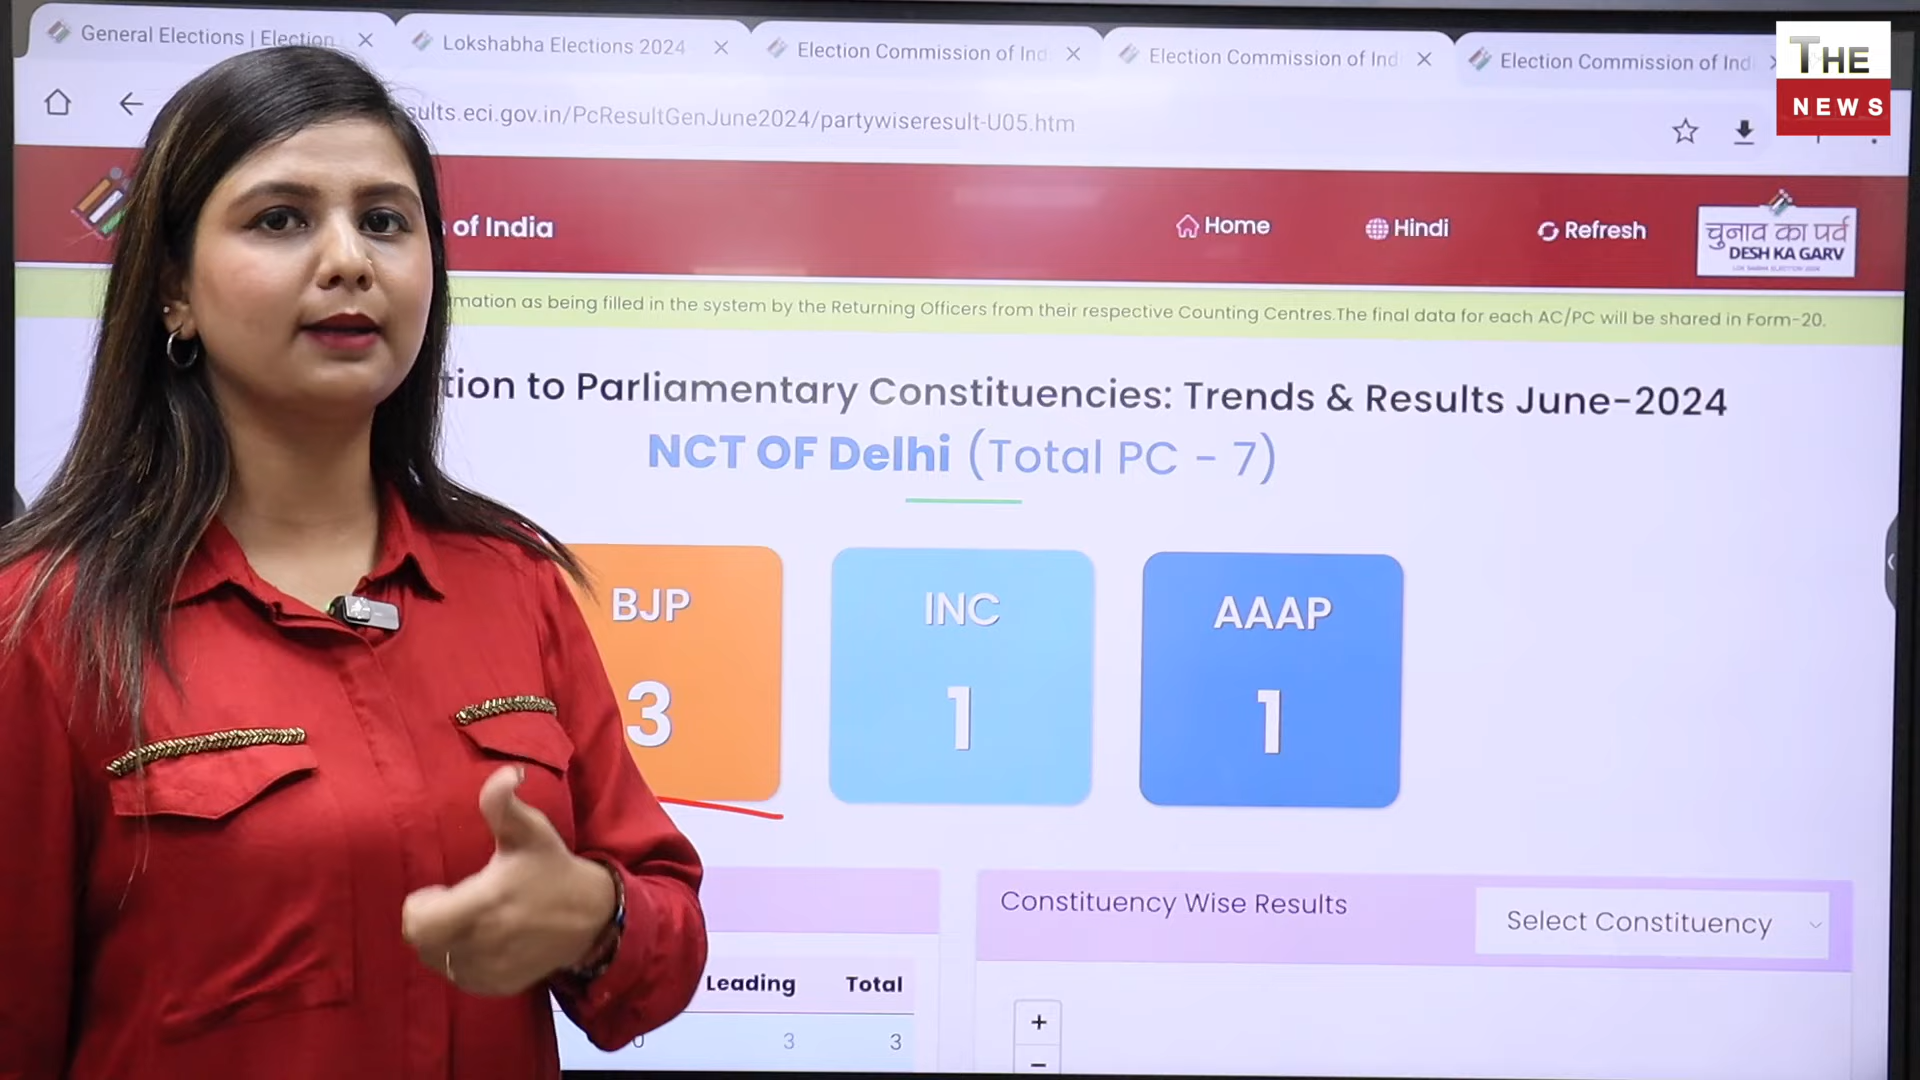 General Elections | Election
Lokshabha Elections 2024
Election Commission of Ind
Election Commission of Ind
Election Commission of Ind
THE
NEWS
sults.eci.gov.in/PcResultGenJune2024/partywiseresult-U05.htm
of India
Home
Hindi
Refresh
चुनाव का पर्व
DESH KA GARV
LOK SABHA ELECTION 2024
mation as being filled in the system by the Returning Officers from their respective Counting Centres.The final data for each AC/PC will be shared in Form-20.
tion to Parliamentary Constituencies: Trends & Results June-2024
NCT OF Delhi (Total PC - 7)
BJP
3
INC
1
AAAP
1
Constituency Wise Results
Select Constituency
Leading Total
0 3 3
+
−